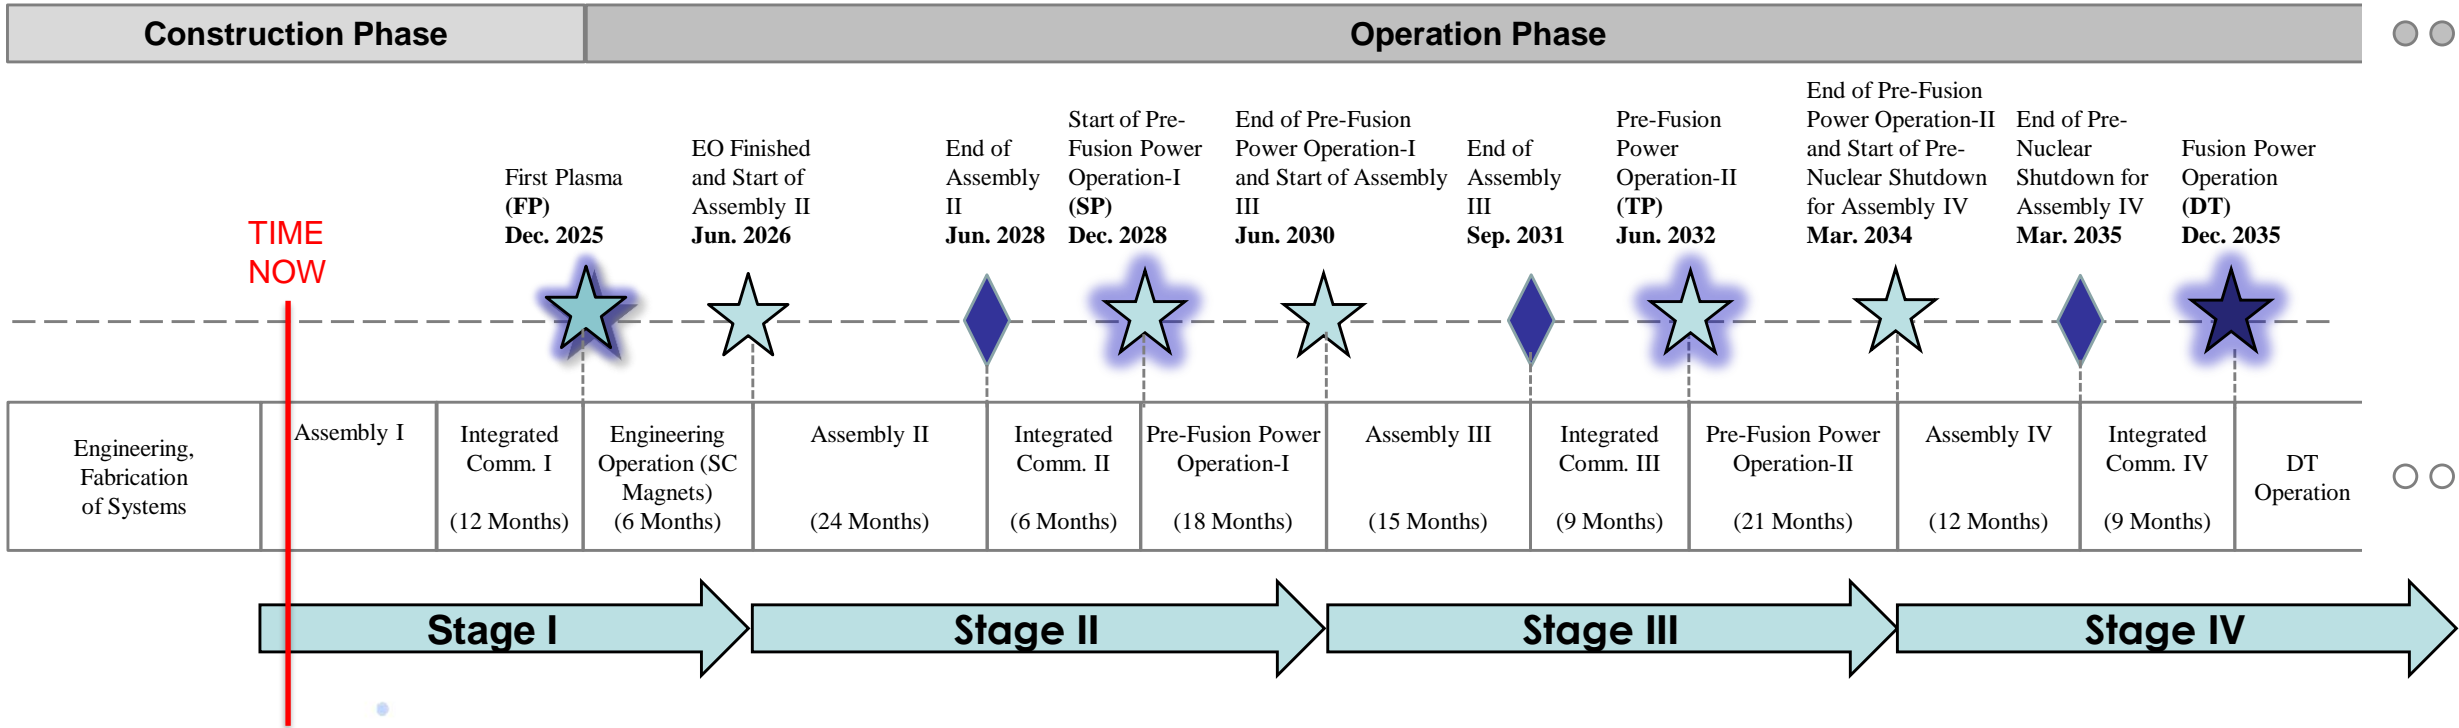 Construction Phase
Operation Phase
TIME
NOW
First Plasma
(FP)
Dec. 2025
EO Finished
and Start of
Assembly II
Jun. 2026
End of
Assembly
II
Jun. 2028
Start of Pre-
Fusion Power
Operation-I
(SP)
Dec. 2028
End of Pre-Fusion
Power Operation-I
and Start of Assembly
III
Jun. 2030
End of
Assembly
III
Sep. 2031
Pre-Fusion
Power
Operation-II
(TP)
Jun. 2032
End of Pre-Fusion
Power Operation-II
and Start of Pre-
Nuclear Shutdown
for Assembly IV
Mar. 2034
End of Pre-
Nuclear
Shutdown for
Assembly IV
Mar. 2035
Fusion Power
Operation
(DT)
Dec. 2035
Engineering,
Fabrication
of Systems
Assembly I
Integrated
Comm. I
(12 Months)
Engineering
Operation (SC
Magnets)
(6 Months)
Assembly II
(24 Months)
Integrated
Comm. II
(6 Months)
Pre-Fusion Power
Operation-I
(18 Months)
Assembly III
(15 Months)
Integrated
Comm. III
(9 Months)
Pre-Fusion Power
Operation-II
(21 Months)
Assembly IV
(12 Months)
Integrated
Comm. IV
(9 Months)
DT
Operation
Stage I
Stage II
Stage III
Stage IV